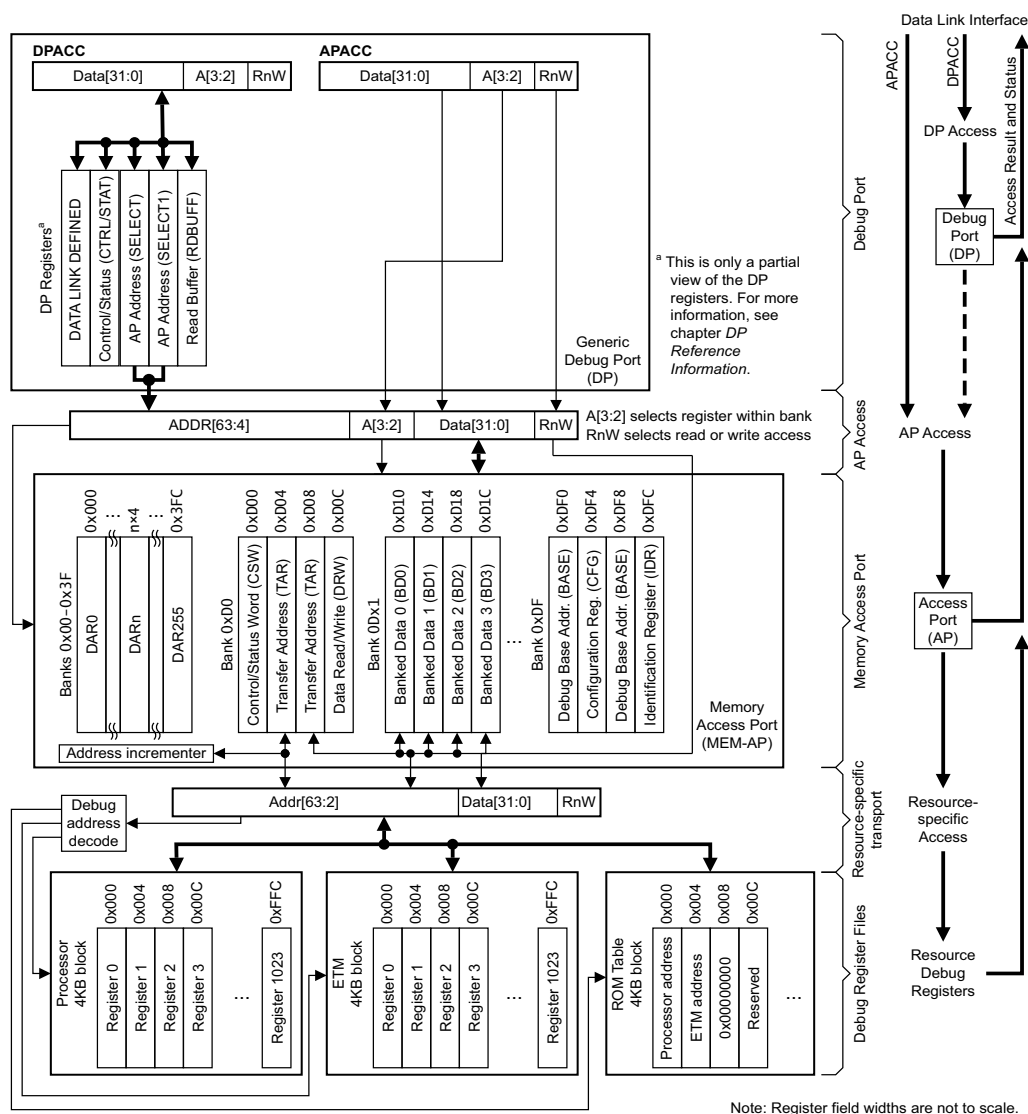 Data Link Interface
DPACC
Data[31:0] A[3:2] RnW
APACC
Data[31:0] A[3:2] RnW
DP Registersa
DATA LINK DEFINED
Control/Status (CTRL/STAT)
AP Address (SELECT)
AP Address (SELECT1)
Read Buffer (RDBUFF)
a This is only a partial
view of the DP
registers. For more
information, see
chapter DP
Reference
Information.
Generic
Debug Port
(DP)
Debug Port
APACC
DPACC
Access Result and Status
DP Access
Debug
Port
(DP)
ADDR[63:4] A[3:2] Data[31:0] RnW
A[3:2] selects register within bank
RnW selects read or write access
AP Access
AP Access
Banks 0x00-0x3F
0x000
...
n×4
...
0x3FC
DAR0
DARn
DAR255
Bank 0xD0
0xD00
0xD04
0xD08
0xD0C
Control/Status Word (CSW)
Transfer Address (TAR)
Transfer Address (TAR)
Data Read/Write (DRW)
Bank 0Dx1
0xD10
0xD14
0xD18
0xD1C
Banked Data 0 (BD0)
Banked Data 1 (BD1)
Banked Data 2 (BD2)
Banked Data 3 (BD3)
...
Bank 0xDF
0xDF0
0xDF4
0xDF8
0xDFC
Debug Base Addr. (BASE)
Configuration Reg. (CFG)
Debug Base Addr. (BASE)
Identification Register (IDR)
Address incrementer
Memory
Access Port
(MEM-AP)
Memory Access Port
Access
Port
(AP)
Debug
address
decode
Addr[63:2] Data[31:0] RnW
Resource-specific
transport
Resource-
specific
Access
Processor
4KB block
0x000
0x004
0x008
0x00C
0xFFC
Register 0
Register 1
Register 2
Register 3
...
Register 1023
ETM
4KB block
0x000
0x004
0x008
0x00C
0xFFC
Register 0
Register 1
Register 2
Register 3
...
Register 1023
ROM Table
4KB block
0x000
0x004
0x008
0x00C
Processor address
ETM address
0x00000000
Reserved
...
Debug Register Files
Resource
Debug
Registers
Note: Register field widths are not to scale.